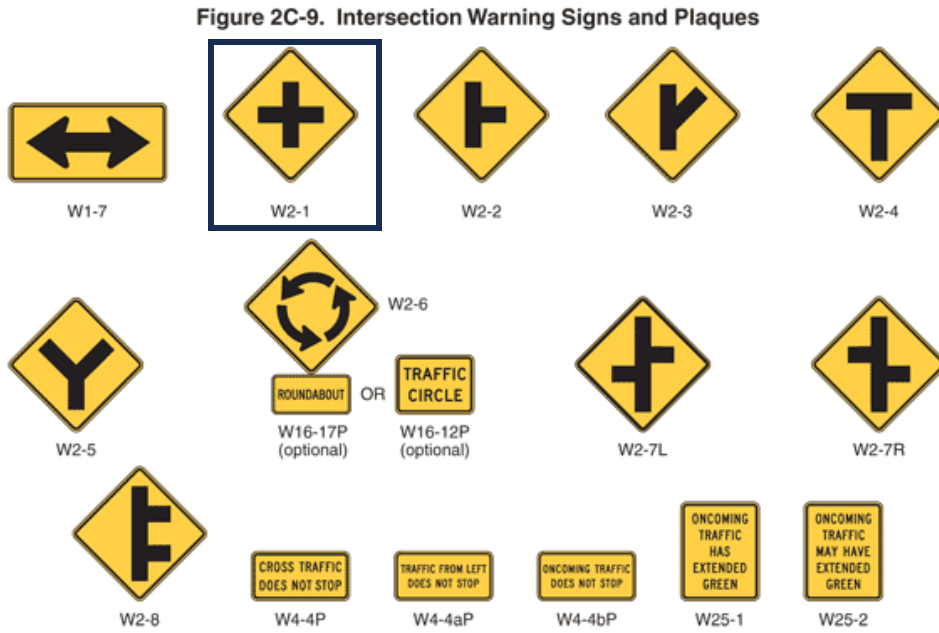 Figure 2C-9. Intersection Warning Signs and Plaques
W1-7
W2-1
W2-2
W2-3
W2-4
W2-5
W2-6
ROUNDABOUT
OR
TRAFFIC
CIRCLE
W16-17P
(optional)
W16-12P
(optional)
W2-7L
W2-7R
W2-8
CROSS TRAFFIC
DOES NOT STOP
W4-4P
TRAFFIC FROM LEFT
DOES NOT STOP
W4-4aP
ONCOMING TRAFFIC
DOES NOT STOP
W4-4bP
ONCOMING
TRAFFIC
HAS
EXTENDED
GREEN
W25-1
ONCOMING
TRAFFIC
MAY HAVE
EXTENDED
GREEN
W25-2